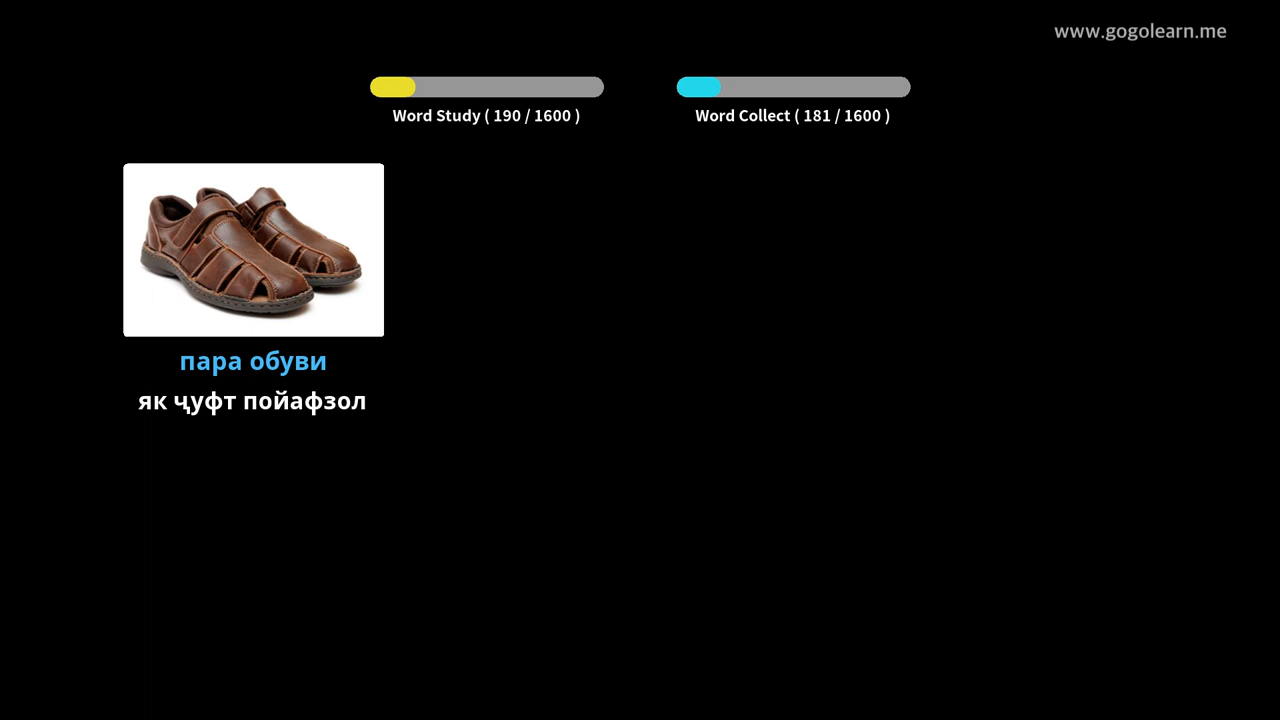 www.gogolearn.me
Word Study ( 190 / 1600 )
Word Collect ( 181 / 1600 )
пара обуви
як ҷуфт пойафзол